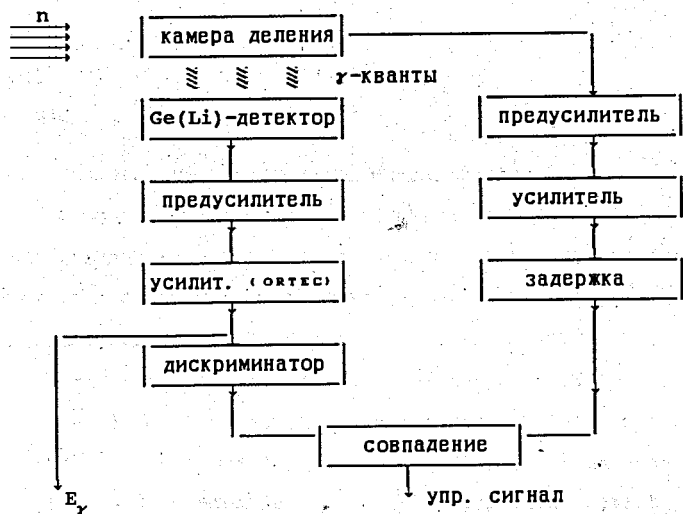 n
камера деления
γ-кванты
Ge(Li)-детектор
предусилитель
предусилитель
усилитель
усилит. (ORTEC)
задержка
дискриминатор
совпадение
Eγ
упр. сигнал